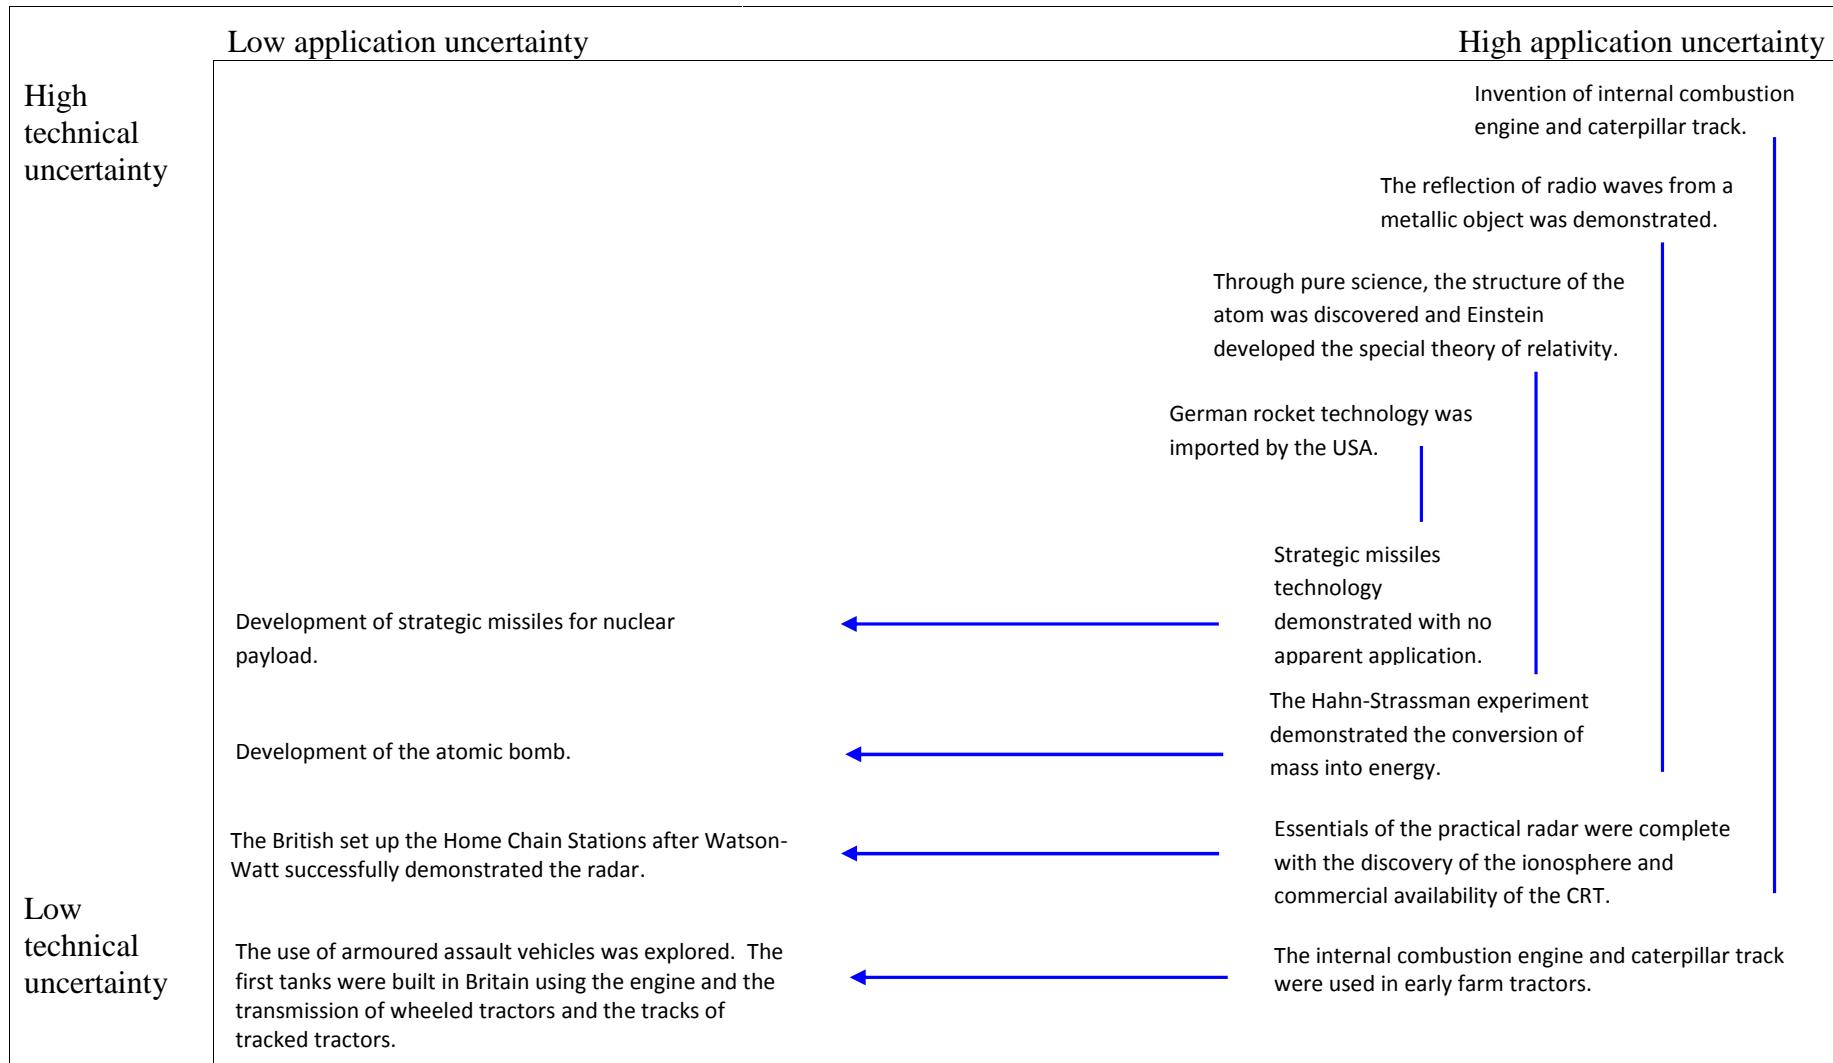 Low application uncertainty
High application uncertainty
High
technical
uncertainty
Invention of internal combustion
engine and caterpillar track.
The reflection of radio waves from a
metallic object was demonstrated.
Through pure science, the structure of the
atom was discovered and Einstein
developed the special theory of relativity.
German rocket technology was
imported by the USA.
Strategic missiles
technology
demonstrated with no
apparent application.
Development of strategic missiles for nuclear
payload.
The Hahn-Strassman experiment
demonstrated the conversion of
mass into energy.
Development of the atomic bomb.
The British set up the Home Chain Stations after Watson-
Watt successfully demonstrated the radar.
Essentials of the practical radar were complete
with the discovery of the ionosphere and
commercial availability of the CRT.
Low
technical
uncertainty
The use of armoured assault vehicles was explored.  The
first tanks were built in Britain using the engine and the
transmission of wheeled tractors and the tracks of
tracked tractors.
The internal combustion engine and caterpillar track
were used in early farm tractors.